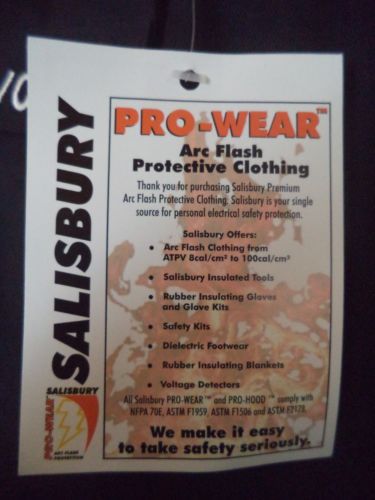 SALISBURY
PRO-WEAR™
Arc Flash
Protective Clothing
Thank you for purchasing Salisbury Premium
Arc Flash Protective Clothing. Salisbury is your single
source for personal electrical safety protection.
Salisbury Offers:
• Arc Flash Clothing from
ATPV 8cal/cm² to 100cal/cm²
• Salisbury Insulated Tools
• Rubber Insulating Gloves
and Glove Kits
• Safety Kits
• Dielectric Footwear
• Rubber Insulating Blankets
• Voltage Detectors
All Salisbury PRO-WEAR™ and PRO-HOOD™ comply with
NFPA 70E, ASTM F1959, ASTM F1506 and ASTM F2178.
We make it easy
to take safety seriously.
SALISBURY
PRO-WEAR
ARC FLASH
PROTECTION